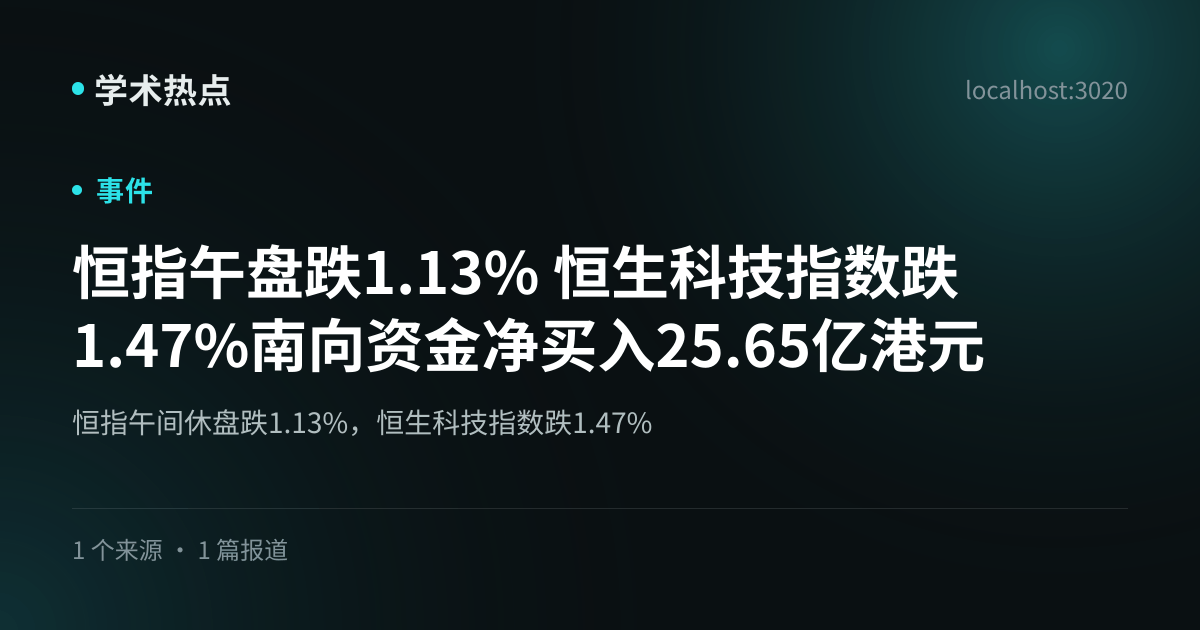 学术热点
localhost:3020
事件
恒指午盘跌1.13% 恒生科技指数跌
1.47%南向资金净买入25.65亿港元
恒指午间休盘跌1.13%，恒生科技指数跌1.47%
1 个来源 · 1 篇报道